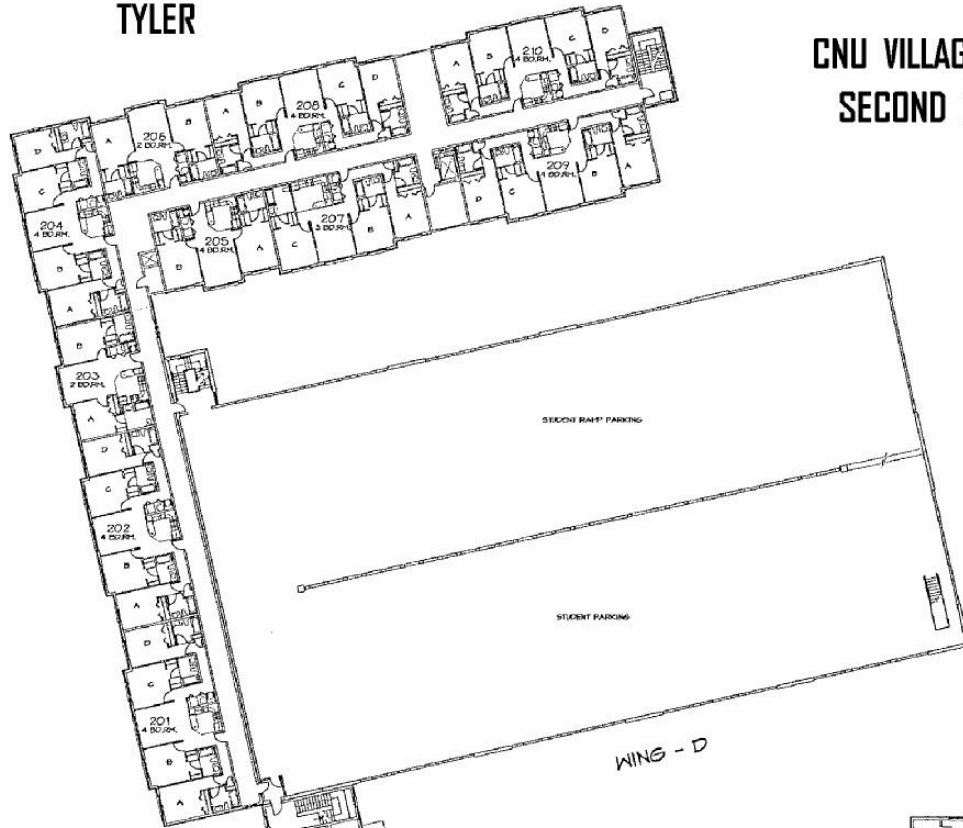 TYLER
CNU VILLAG
SECOND
A
B
210
4 BD.RM.
C
D
A
206
2 BD.RM.
B
A
B
208
4 BD.RM.
C
D
D
C
204
4 BD.RM.
B
A
B
205
4 BD.RM.
A
C
207
3 BD.RM.
B
A
D
C
209
4 BD.RM.
B
A
B
203
2 BD.RM.
A
D
C
202
4 BD.RM.
B
A
D
C
201
4 BD.RM.
B
A
STUDENT RAMP PARKING
STUDENT PARKING
WING - D